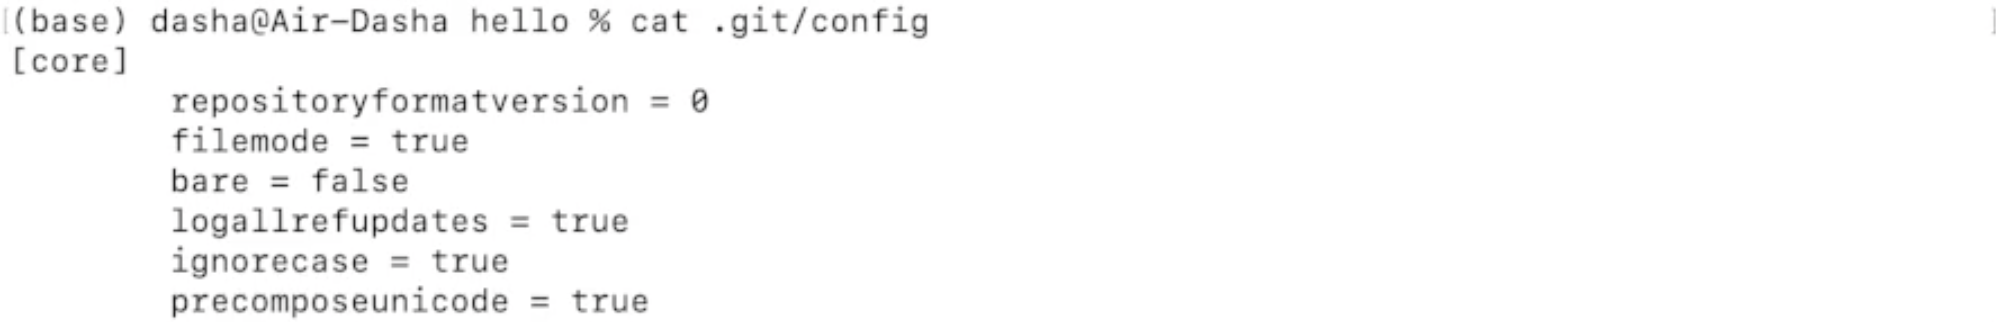 [(base) dasha@Air-Dasha hello % cat .git/config ]
[core]
repositoryformatversion = 0
filemode = true
bare = false
logallrefupdates = true
ignorecase = true
precomposeunicode = true